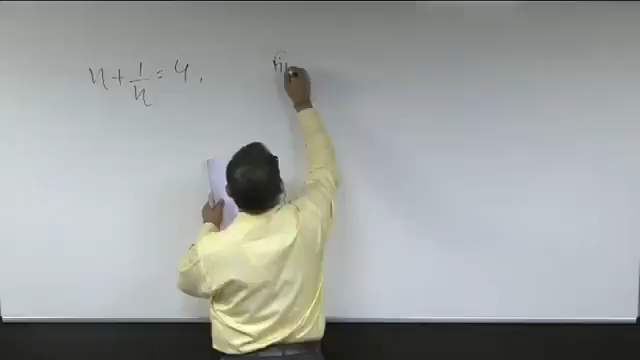 x + 1/x = 4,